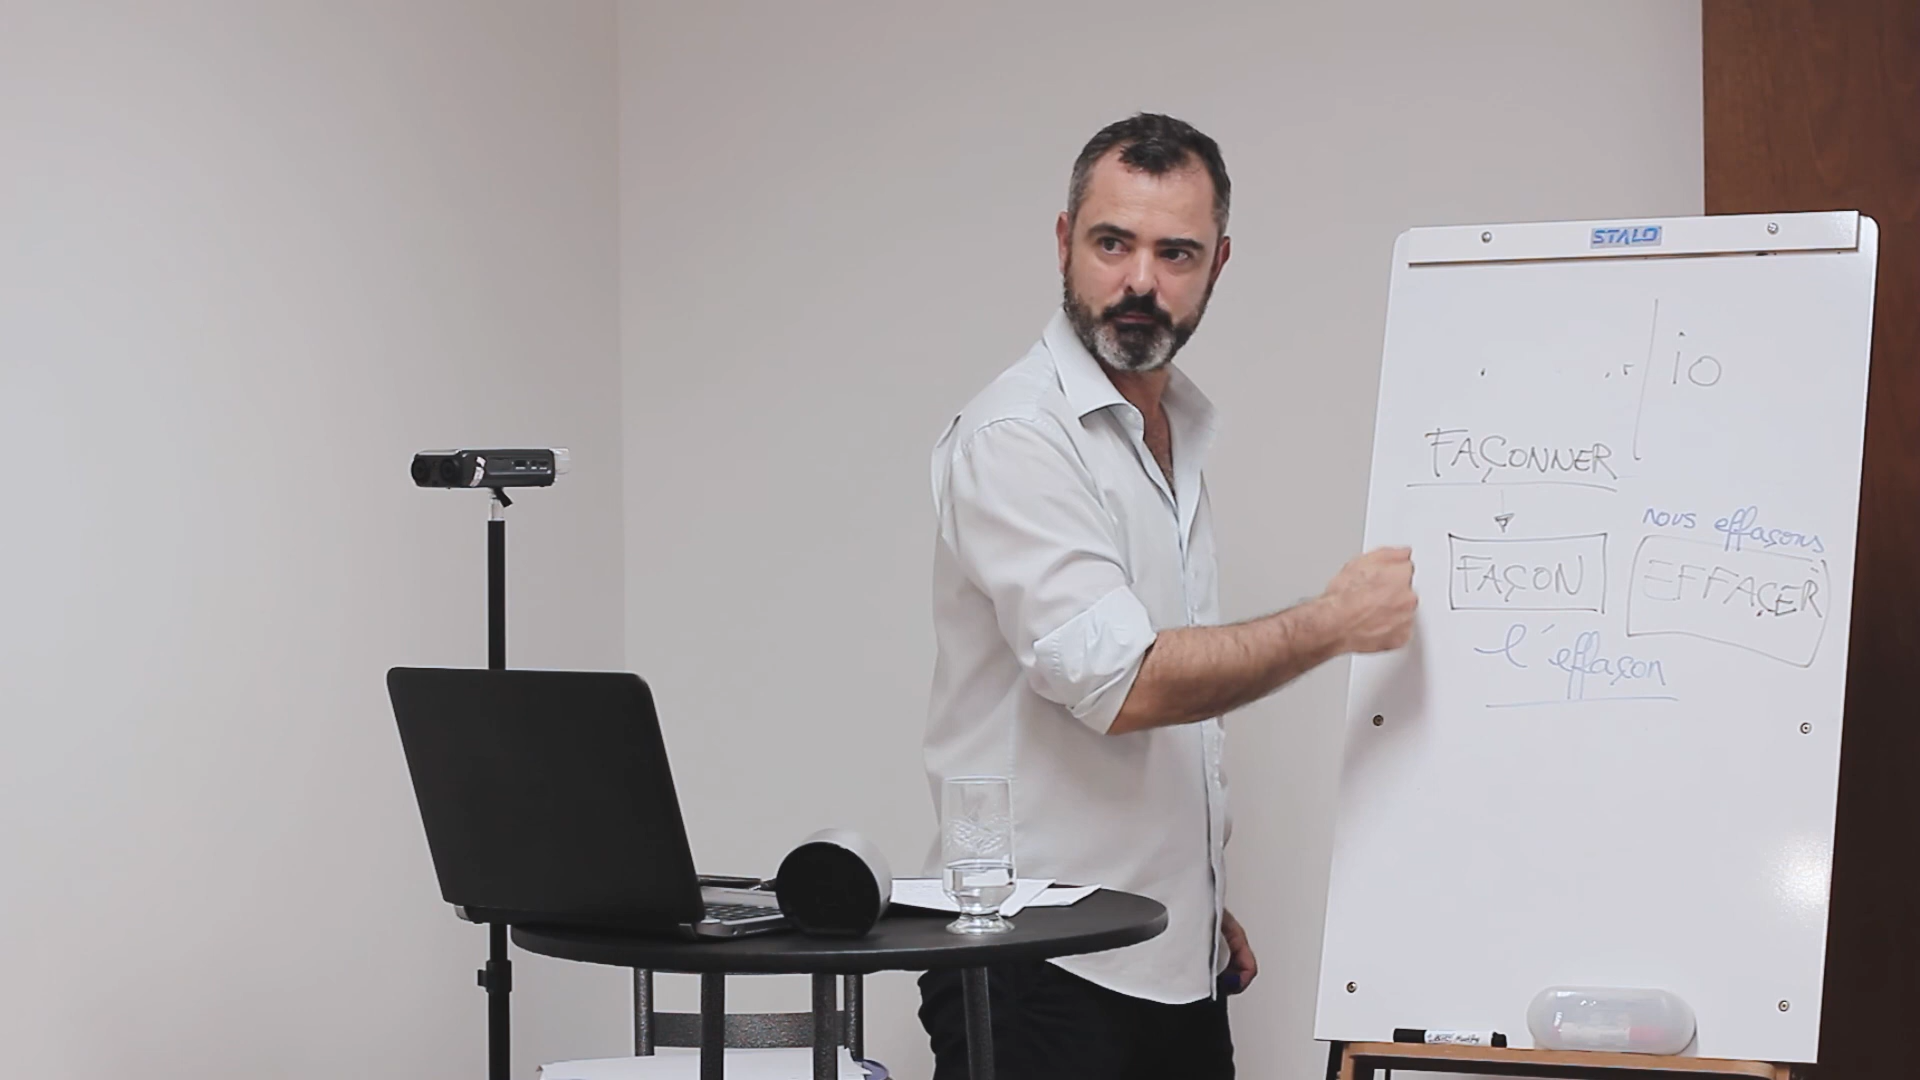 STALO
io
FAÇONNER
nous effaçons
FAÇON
EFFAÇER
l'effaçon